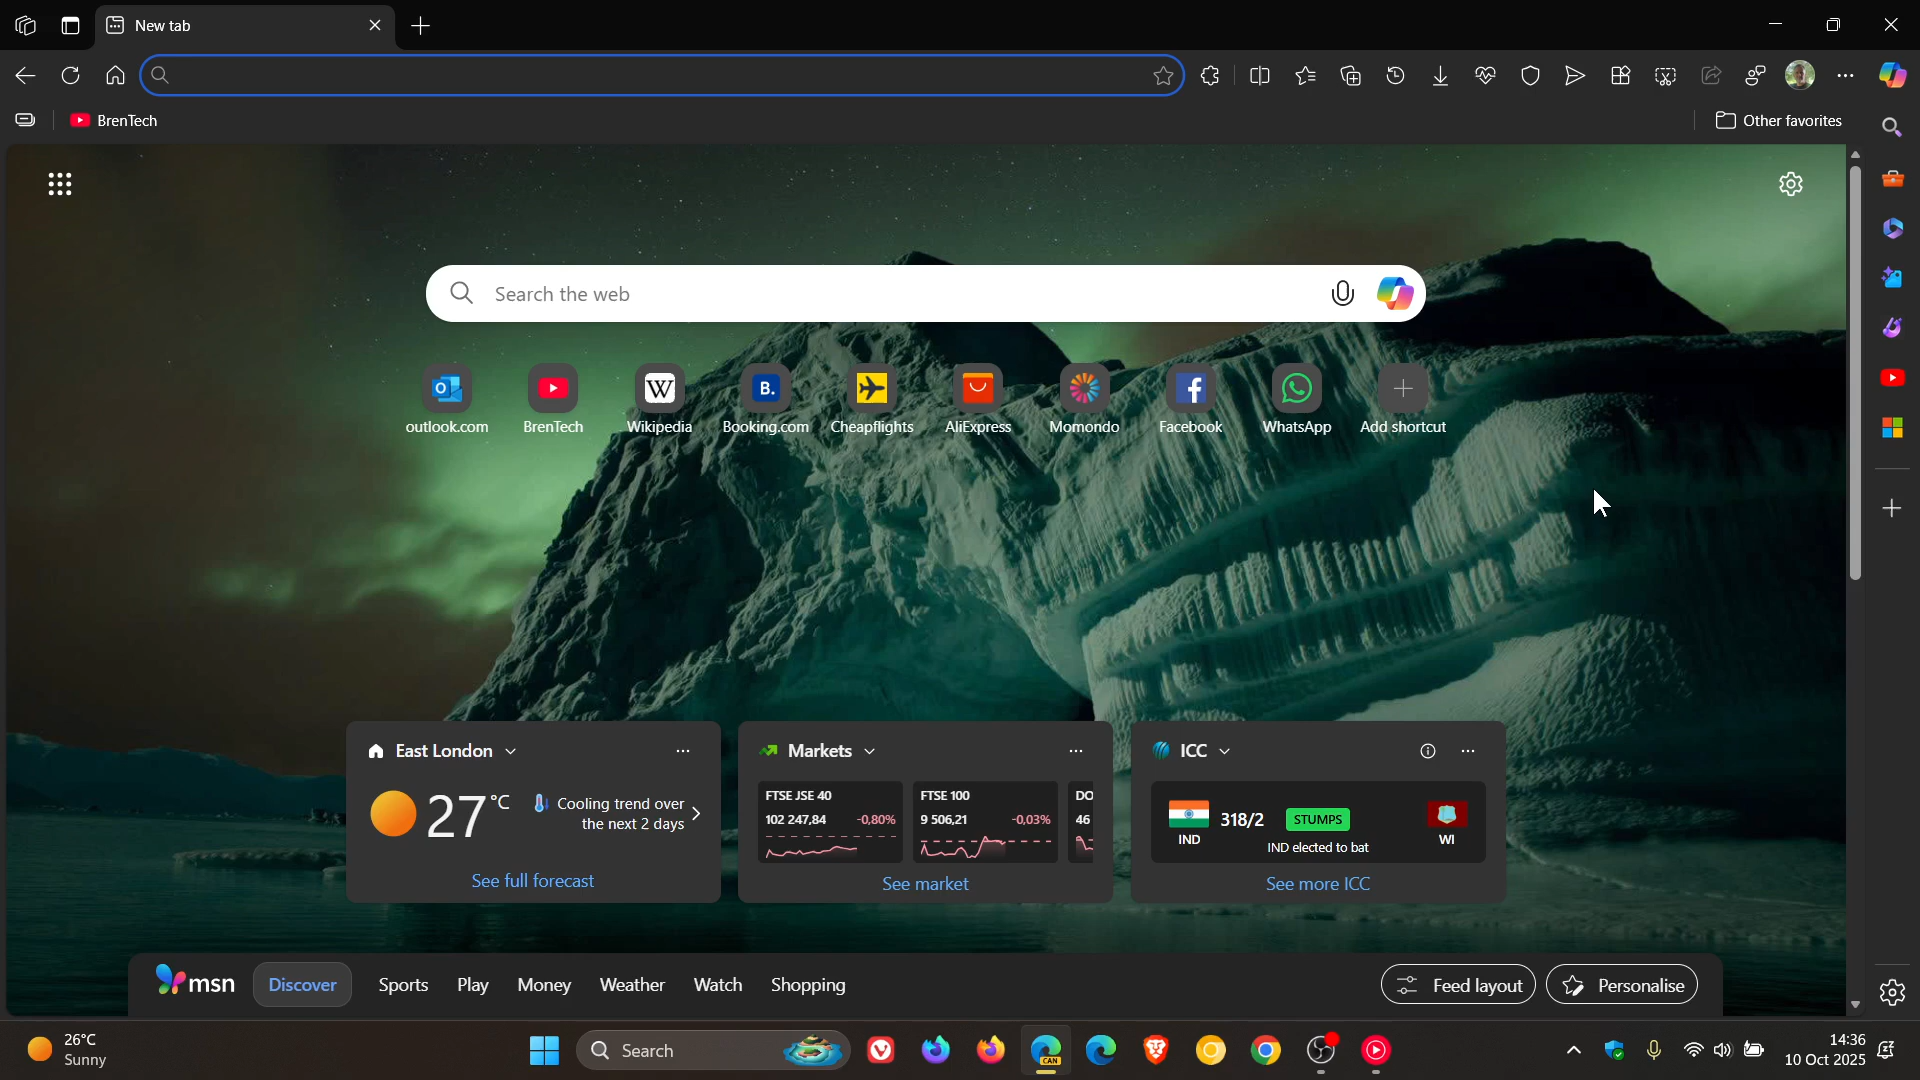 New tab
BrenTech
Other favorites
Search the web
outlook.com
BrenTech
Wikipedia
Booking.com
Cheapflights
AliExpress
Momondo
Facebook
WhatsApp
Add shortcut
East London
27°C
Cooling trend over
the next 2 days
See full forecast
Markets
FTSE JSE 40
102 247,84 -0,80%
FTSE 100
9 506,21 -0,03%
DO
46
See market
ICC
IND
318/2
STUMPS
IND elected to bat
WI
See more ICC
msn
Discover
Sports
Play
Money
Weather
Watch
Shopping
Feed layout
Personalise
26°C
Sunny
Search
CAN
14:36
10 Oct 2025